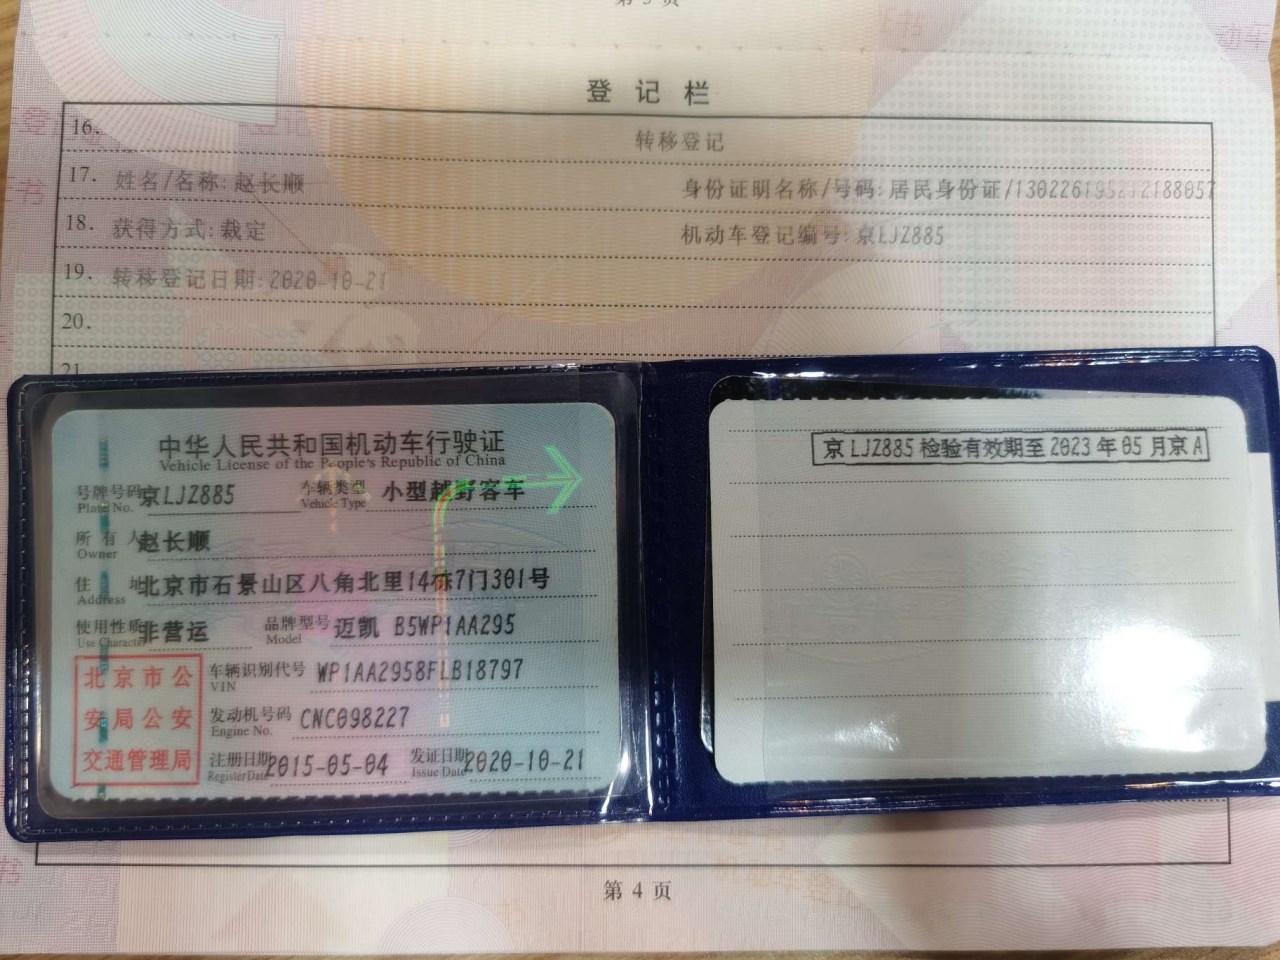 第 3 页
登记栏
16. 转移登记
17. 姓名/名称: 赵长顺 身份证明名称/号码: 居民身份证/130226195212188057
18. 获得方式: 裁定 机动车登记编号: 京LJZ885
19. 转移登记日期: 2020-10-21
20.
21.
中华人民共和国机动车行驶证
Vehicle License of the People's Republic of China
号牌号码 京LJZ885 车辆类型 小型越野客车
Plate No. Vehicle Type
所有人 赵长顺
Owner
住址 北京市石景山区八角北里14栋7门301号
Address
使用性质 非营运 品牌型号 迈凯 B5WP1AA295
Use Character Model
北京市公
安局公安
交通管理局
车辆识别代号 WP1AA2958FLB18797
VIN
发动机号码 CNC098227
Engine No.
注册日期 2015-05-04 发证日期 2020-10-21
Register Date Issue Date
京LJZ885 检验有效期至 2023 年 05 月京A
第 4 页